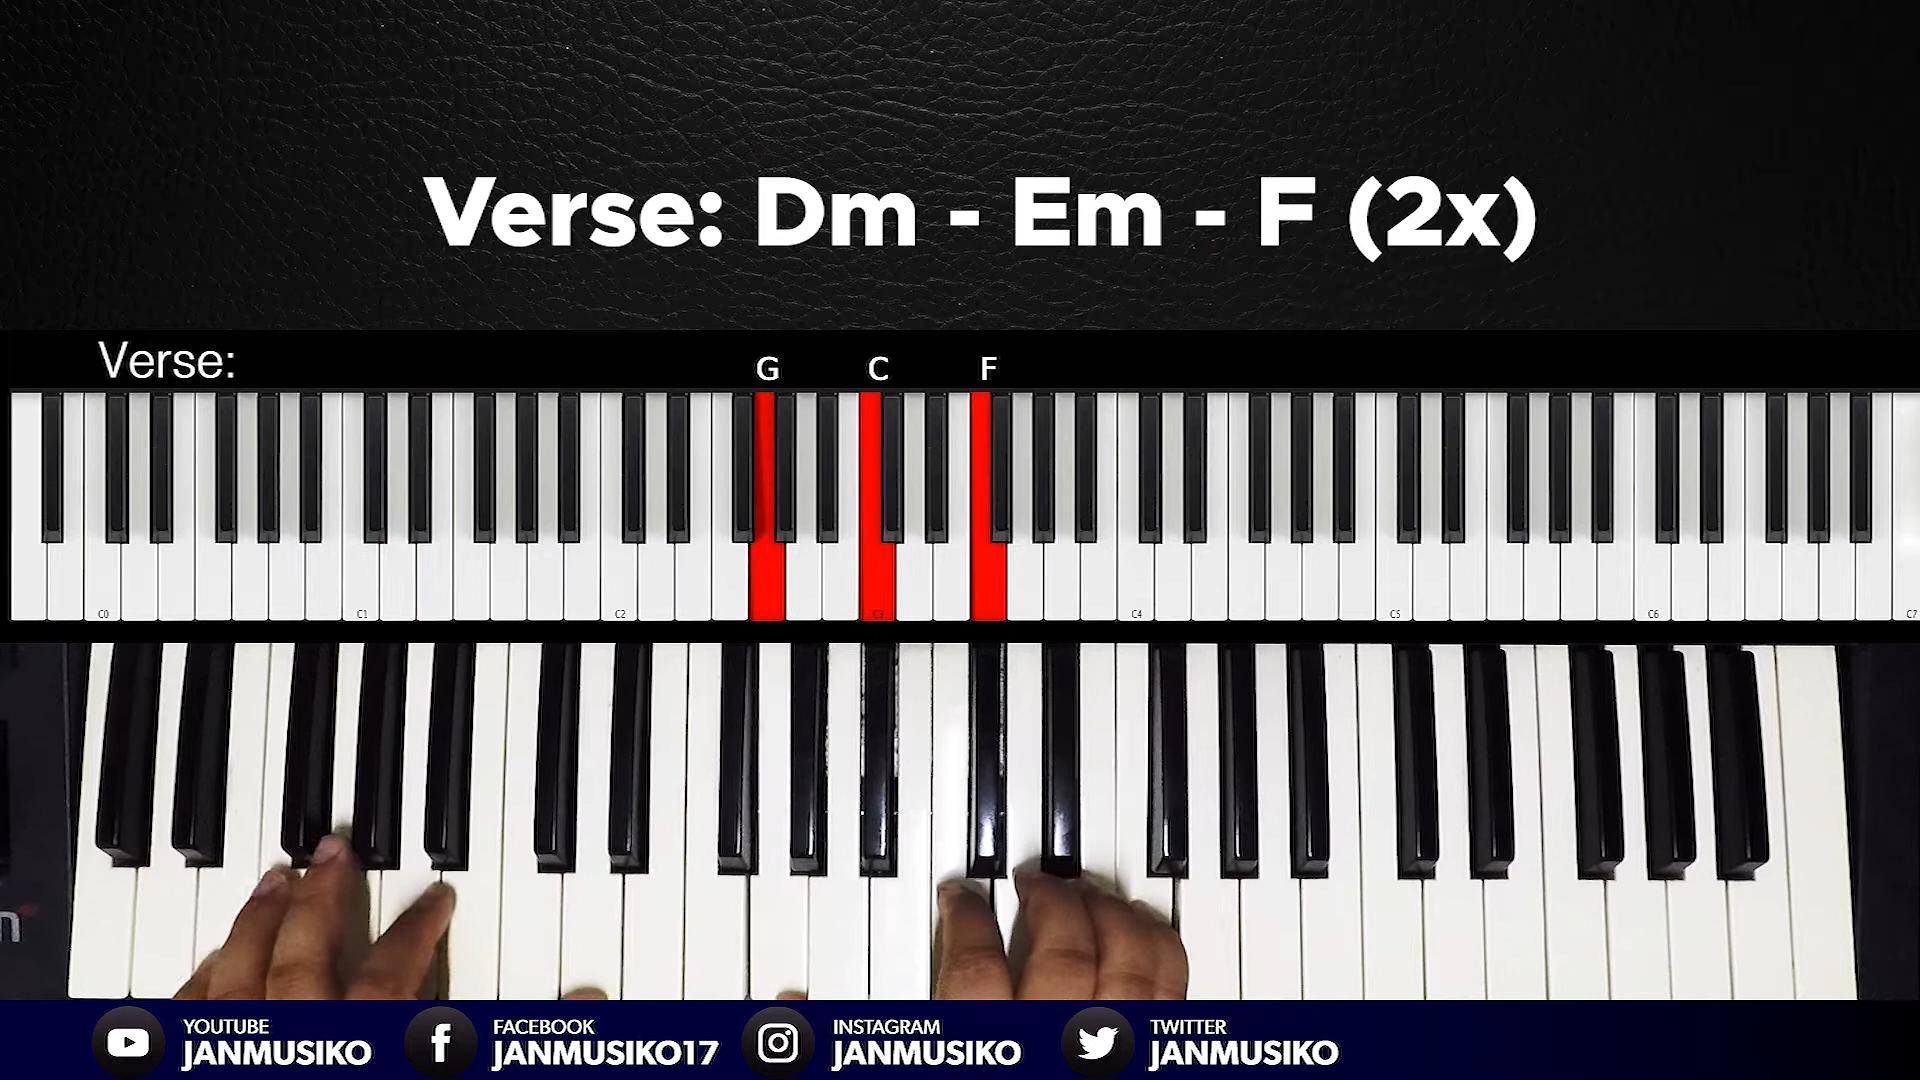 Verse: Dm - Em - F (2x)
Verse:
G C F
C0 C1 C2 C3 C4 C5 C6 C7
YOUTUBE
JANMUSIKO
FACEBOOK
JANMUSIKO17
INSTAGRAM
JANMUSIKO
TWITTER
JANMUSIKO